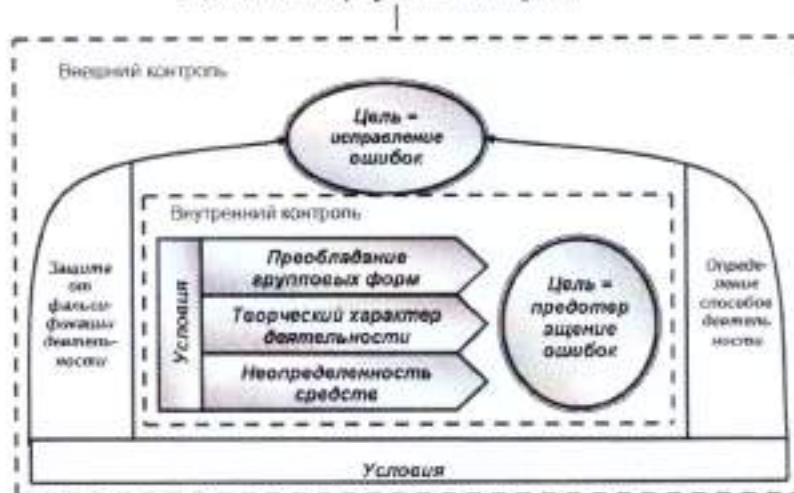 Внешний контроль
Цель =
исправление
ошибок
Внутренний контроль
Защита
от
фальси-
фикации
деятель-
ности
Условия
Преобладание
групповых форм
Творческий характер
деятельности
Неопределенность
средств
Цель =
предотвр
ащение
ошибок
Опреде-
ление
способов
деятель-
ности
Условия